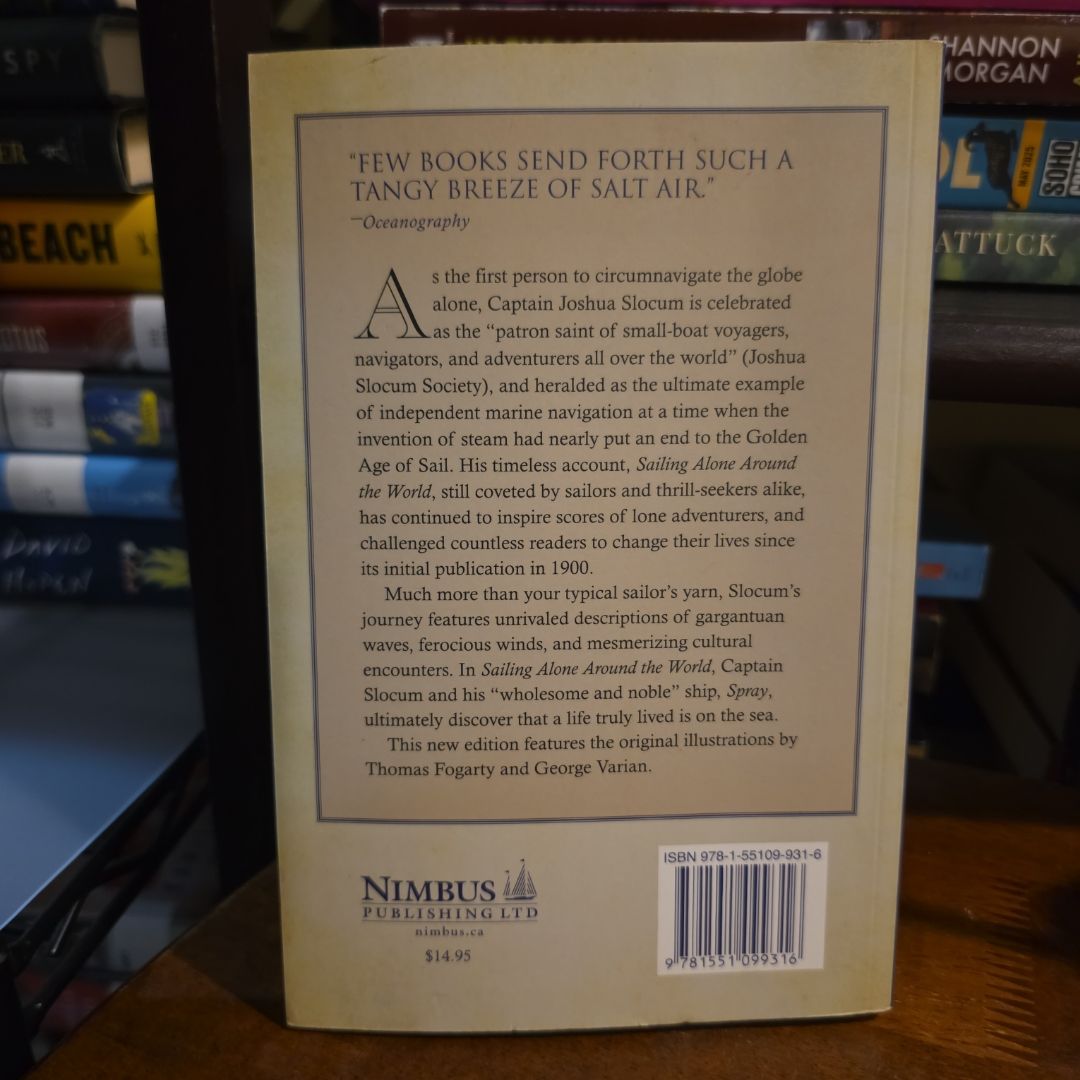 SPY
ER
BEACH
OTUS
DAVID
SHANNON
MORGAN
MAY 2025
SOHO
ATTUCK
"FEW BOOKS SEND FORTH SUCH A
TANGY BREEZE OF SALT AIR."
—Oceanography
As the first person to circumnavigate the globe
alone, Captain Joshua Slocum is celebrated
as the "patron saint of small-boat voyagers,
navigators, and adventurers all over the world" (Joshua
Slocum Society), and heralded as the ultimate example
of independent marine navigation at a time when the
invention of steam had nearly put an end to the Golden
Age of Sail. His timeless account, Sailing Alone Around
the World, still coveted by sailors and thrill-seekers alike,
has continued to inspire scores of lone adventurers, and
challenged countless readers to change their lives since
its initial publication in 1900.
Much more than your typical sailor's yarn, Slocum's
journey features unrivaled descriptions of gargantuan
waves, ferocious winds, and mesmerizing cultural
encounters. In Sailing Alone Around the World, Captain
Slocum and his "wholesome and noble" ship, Spray,
ultimately discover that a life truly lived is on the sea.
This new edition features the original illustrations by
Thomas Fogarty and George Varian.
NIMBUS
PUBLISHING LTD
nimbus.ca
$14.95
ISBN 978-1-55109-931-6
9 781551 099316